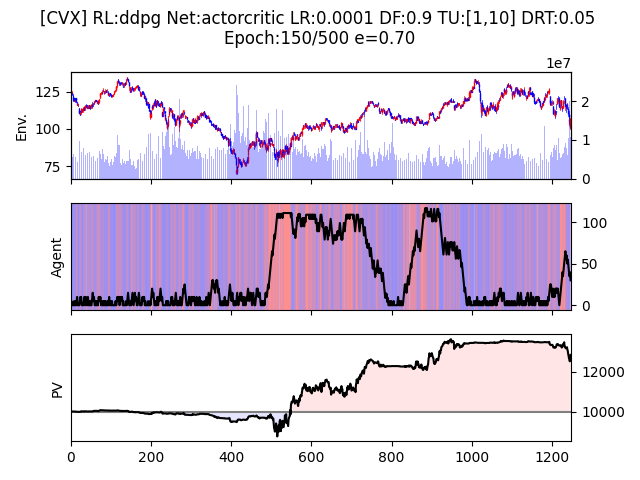 [CVX] RL:ddpg Net:actorcritic LR:0.0001 DF:0.9 TU:[1,10] DRT:0.05
Epoch:150/500 e=0.70
1e7
Env.
125
100
75
2
1
0
Agent
100
50
0
PV
12000
10000
0 200 400 600 800 1000 1200